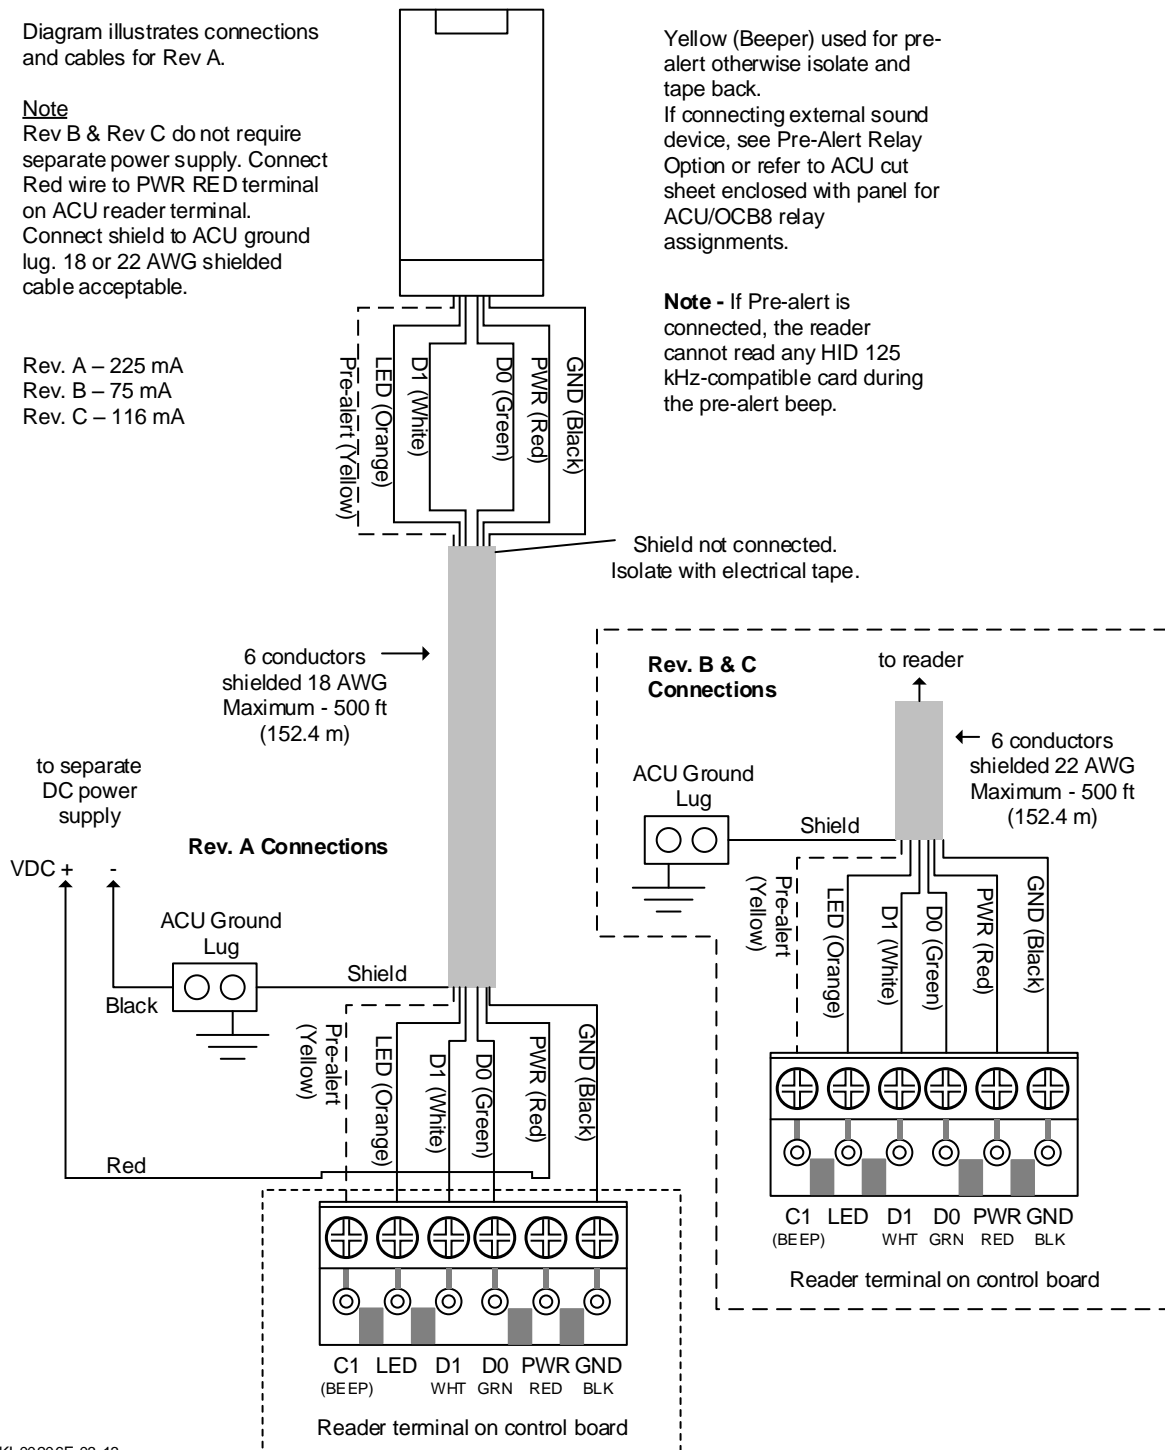 Diagram illustrates connections
and cables for Rev A.
Note
Rev B & Rev C do not require
separate power supply. Connect
Red wire to PWR RED terminal
on ACU reader terminal.
Connect shield to ACU ground
lug. 18 or 22 AWG shielded
cable acceptable.
Rev. A – 225 mA
Rev. B – 75 mA
Rev. C – 116 mA
Yellow (Beeper) used for pre-
alert otherwise isolate and
tape back.
If connecting external sound
device, see Pre-Alert Relay
Option or refer to ACU cut
sheet enclosed with panel for
ACU/OCB8 relay
assignments.
Note - If Pre-alert is
connected, the reader
cannot read any HID 125
kHz-compatible card during
the pre-alert beep.
Pre-alert (Yellow)
LED (Orange)
D1 (White)
D0 (Green)
PWR (Red)
GND (Black)
Shield not connected.
Isolate with electrical tape.
6 conductors
shielded 18 AWG
Maximum - 500 ft
(152.4 m)
to separate
DC power
supply
VDC + -
Rev. A Connections
ACU Ground
Lug
Shield
Black
Red
Pre-alert
(Yellow)
LED (Orange)
D1 (White)
D0 (Green)
PWR (Red)
GND (Black)
C1 LED D1 D0 PWR GND
(BEEP) WHT GRN RED BLK
Reader terminal on control board
Rev. B & C
Connections
to reader
6 conductors
shielded 22 AWG
Maximum - 500 ft
(152.4 m)
ACU Ground
Lug
Shield
Pre-alert
(Yellow)
LED (Orange)
D1 (White)
D0 (Green)
PWR (Red)
GND (Black)
C1 LED D1 D0 PWR GND
(BEEP) WHT GRN RED BLK
Reader terminal on control board